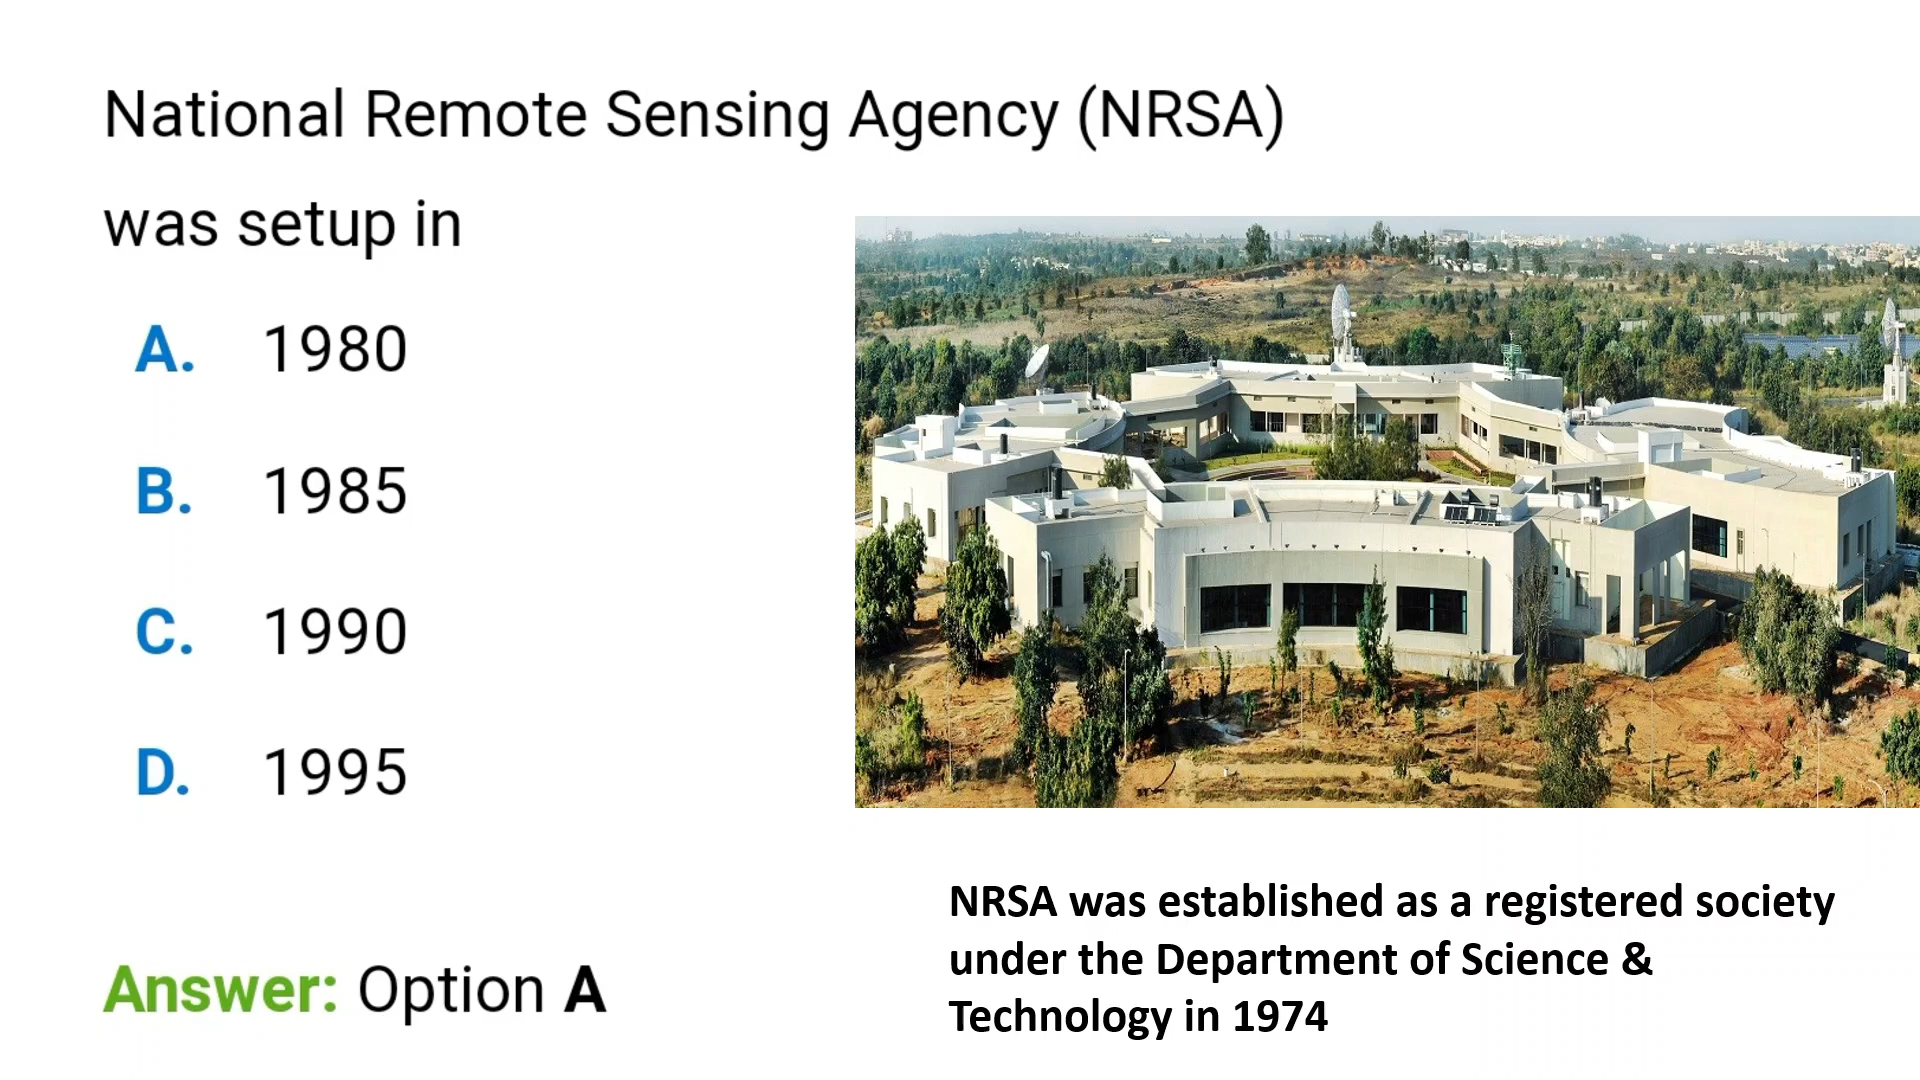 National Remote Sensing Agency (NRSA)
was setup in
A. 1980
B. 1985
C. 1990
D. 1995
Answer: Option A
NRSA was established as a registered society
under the Department of Science &
Technology in 1974